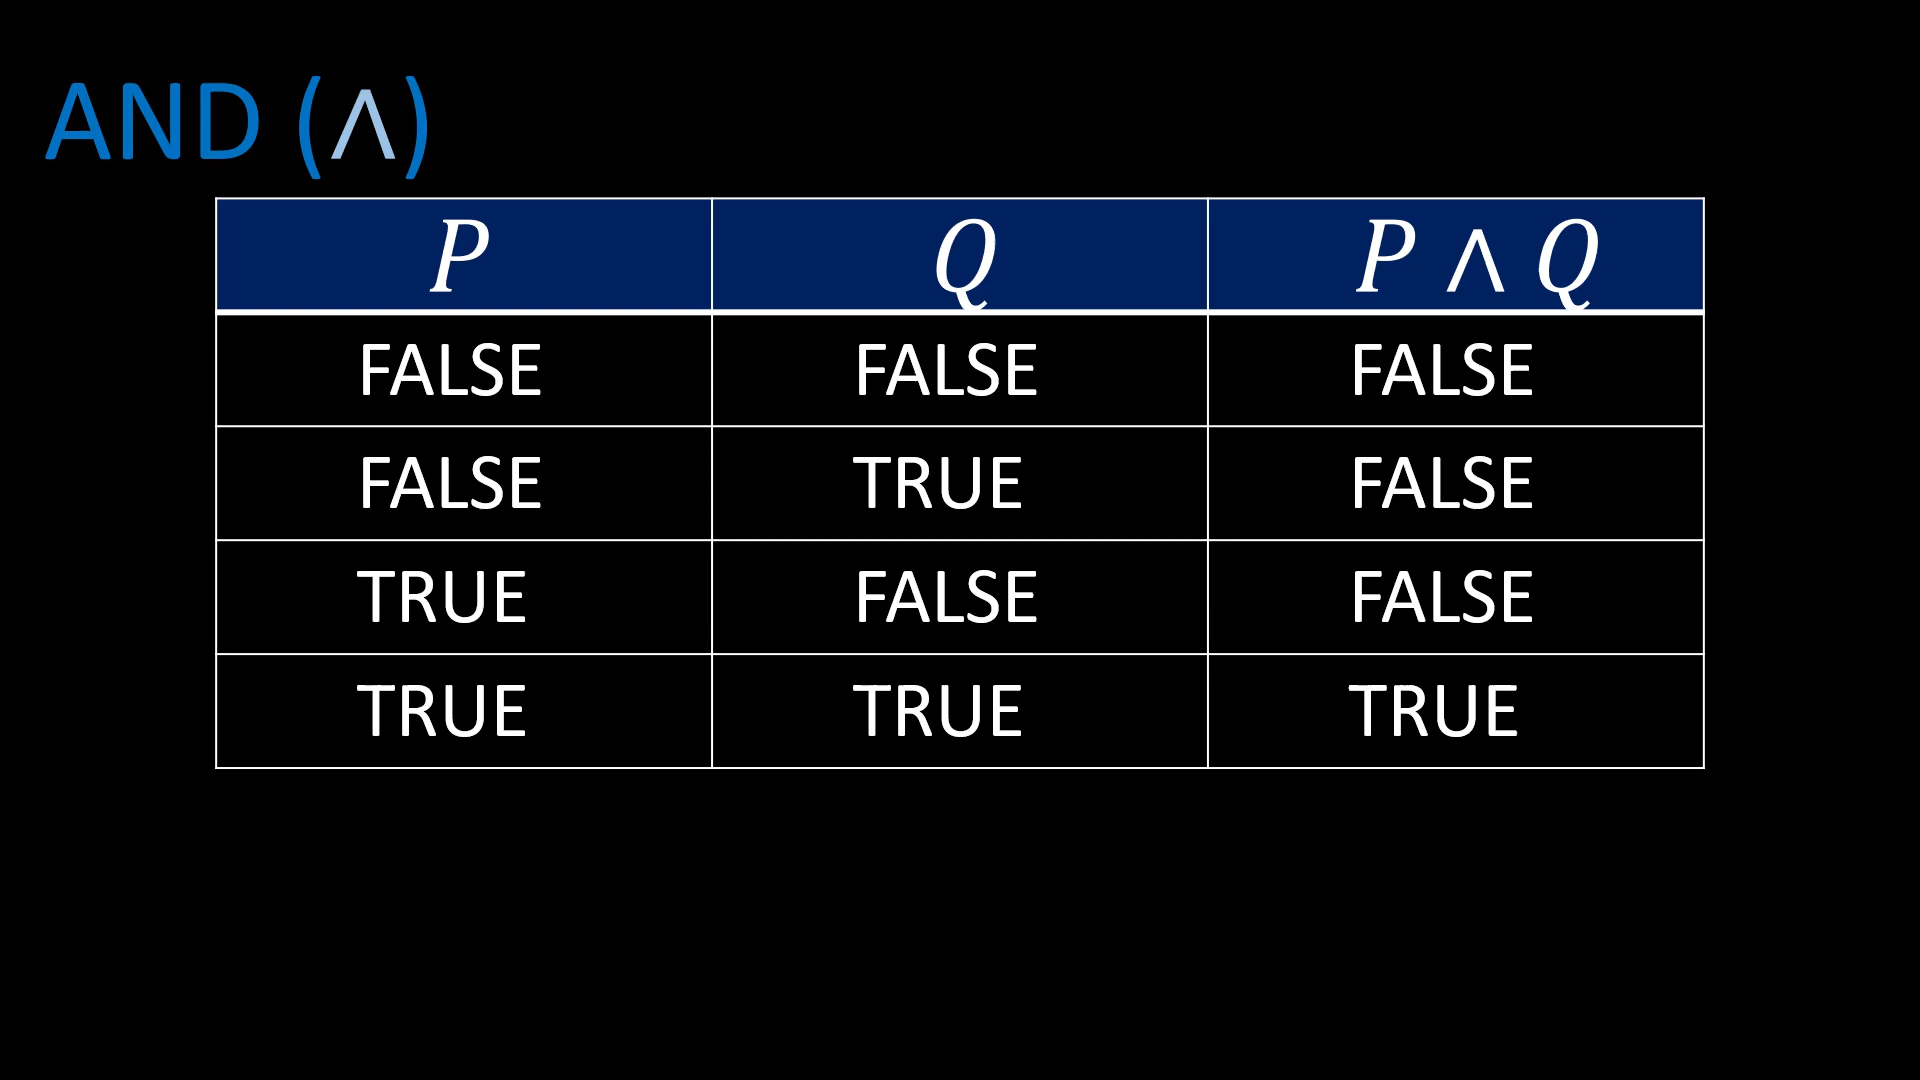 AND (∧)
P Q P ∧ Q
FALSE FALSE FALSE
FALSE TRUE FALSE
TRUE FALSE FALSE
TRUE TRUE TRUE